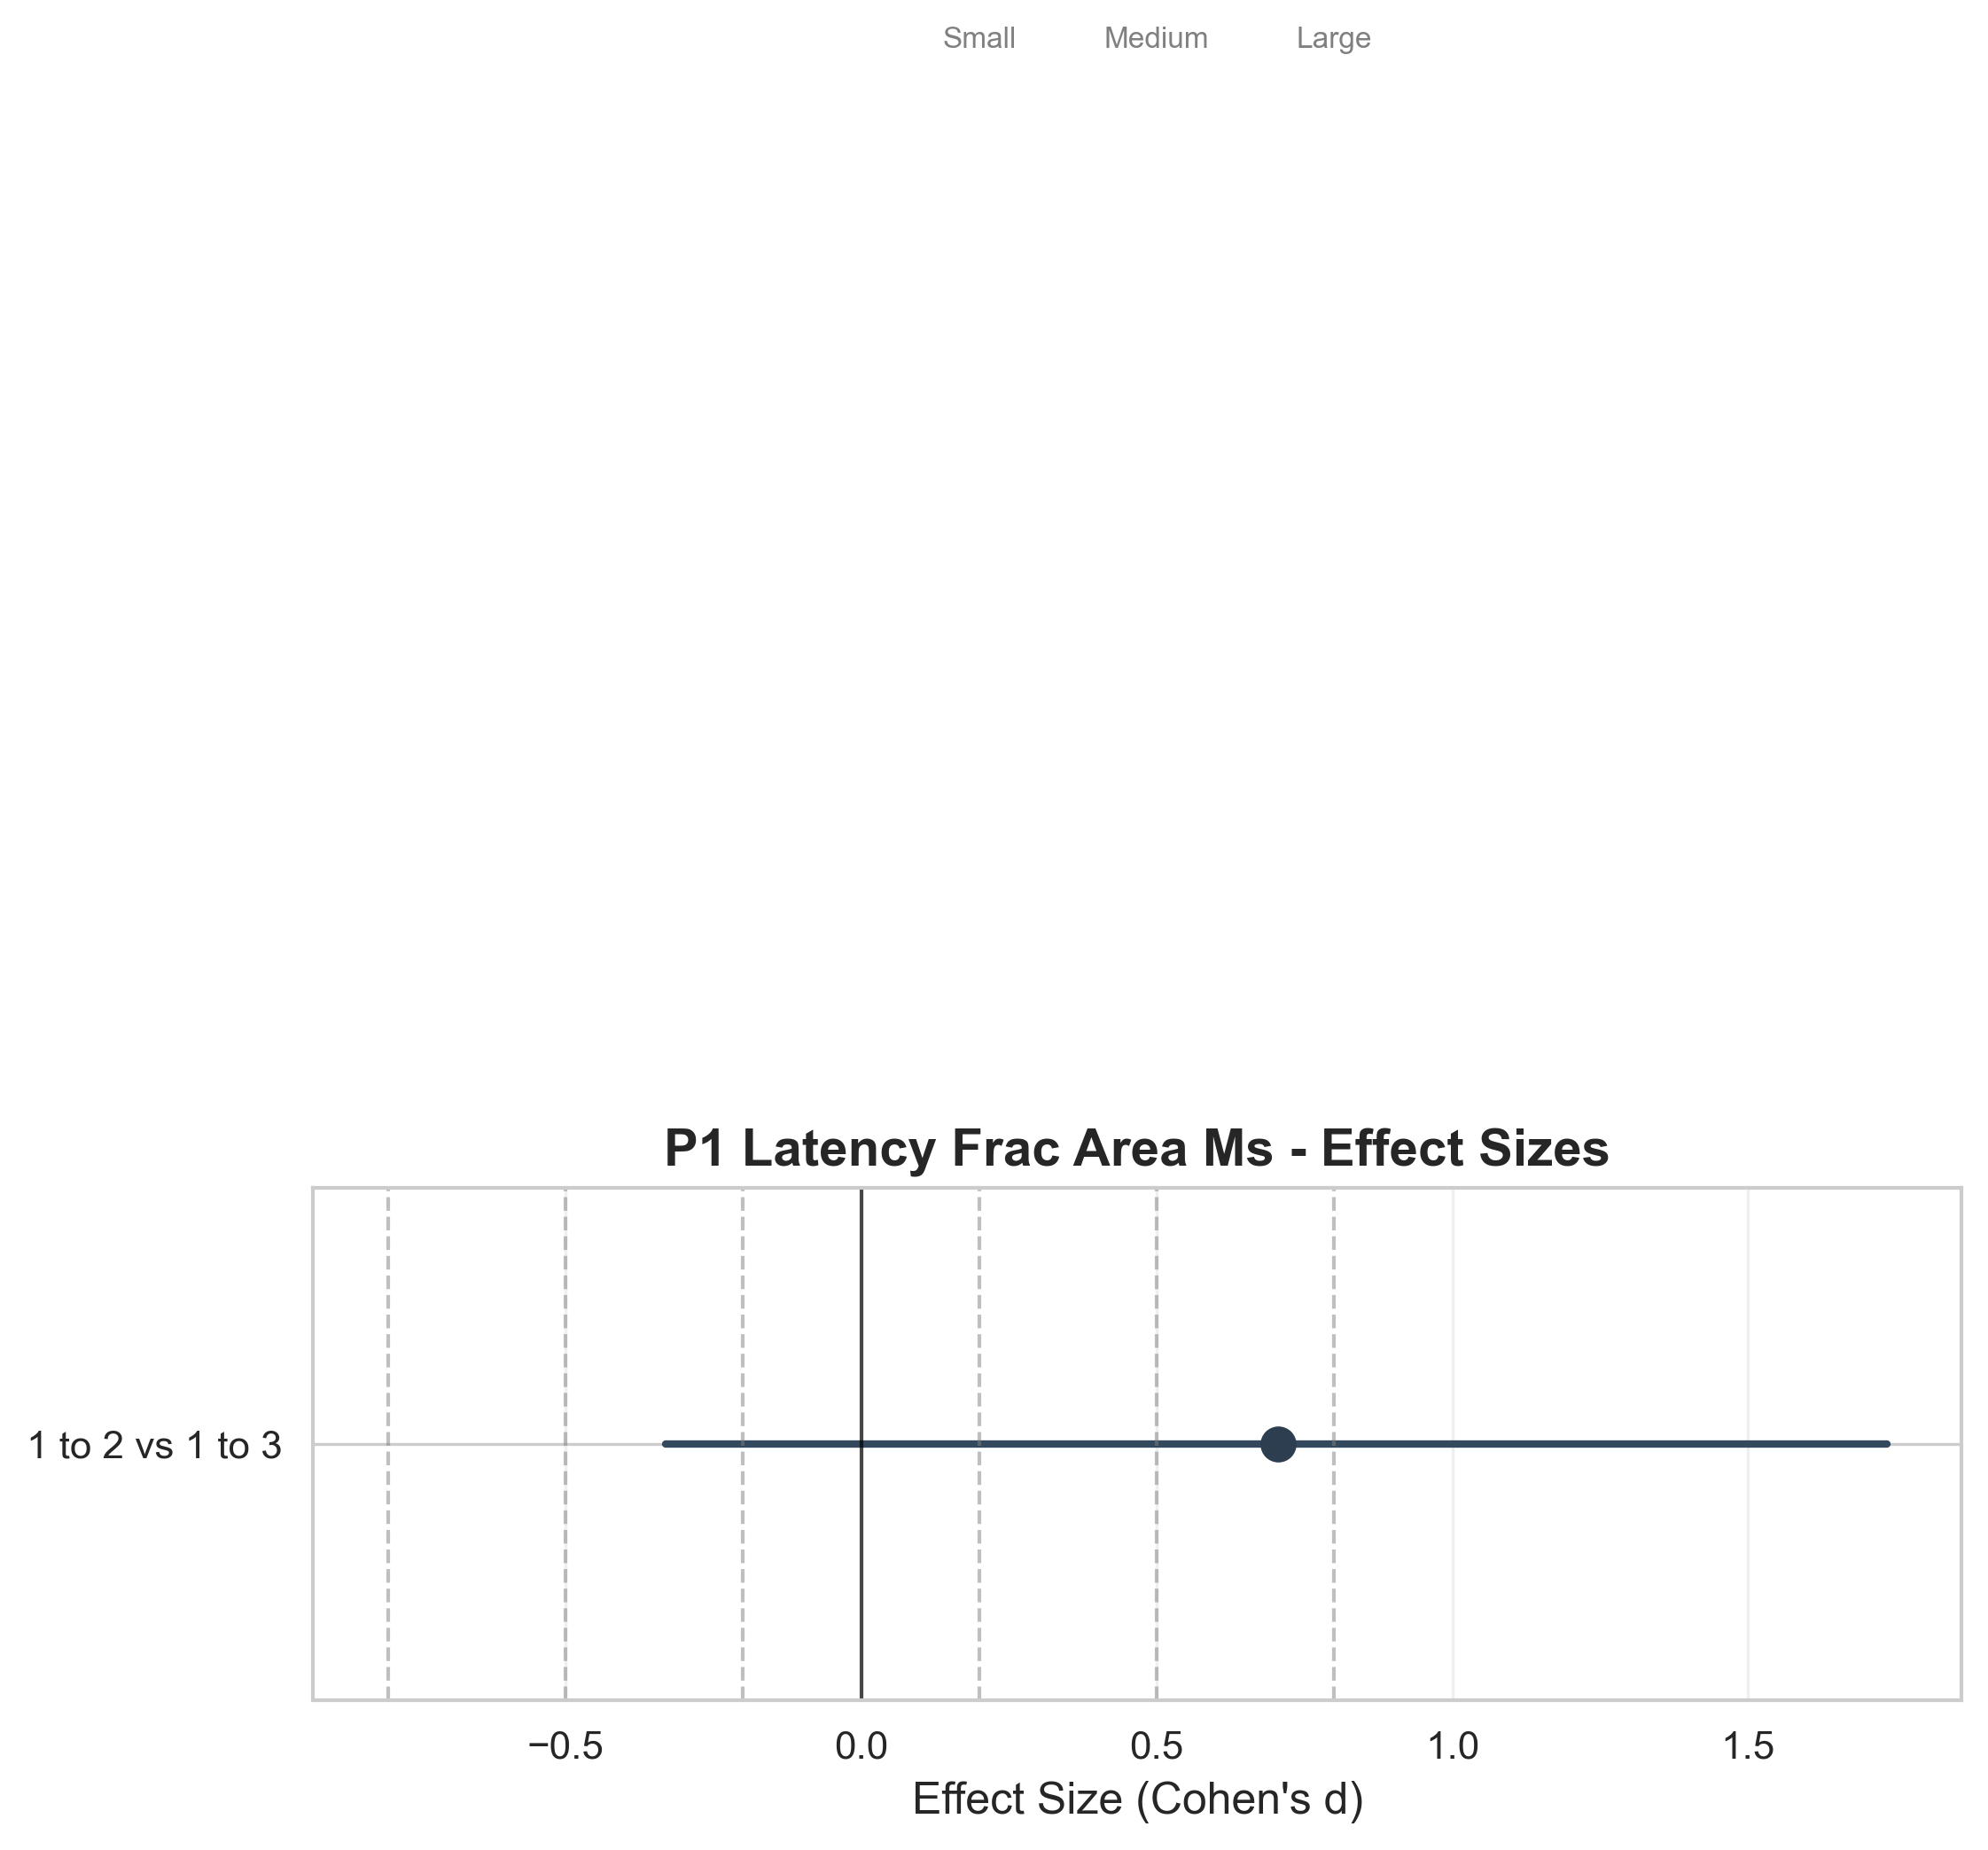 Small Medium Large
P1 Latency Frac Area Ms - Effect Sizes
1 to 2 vs 1 to 3
−0.5 0.0 0.5 1.0 1.5
Effect Size (Cohen's d)